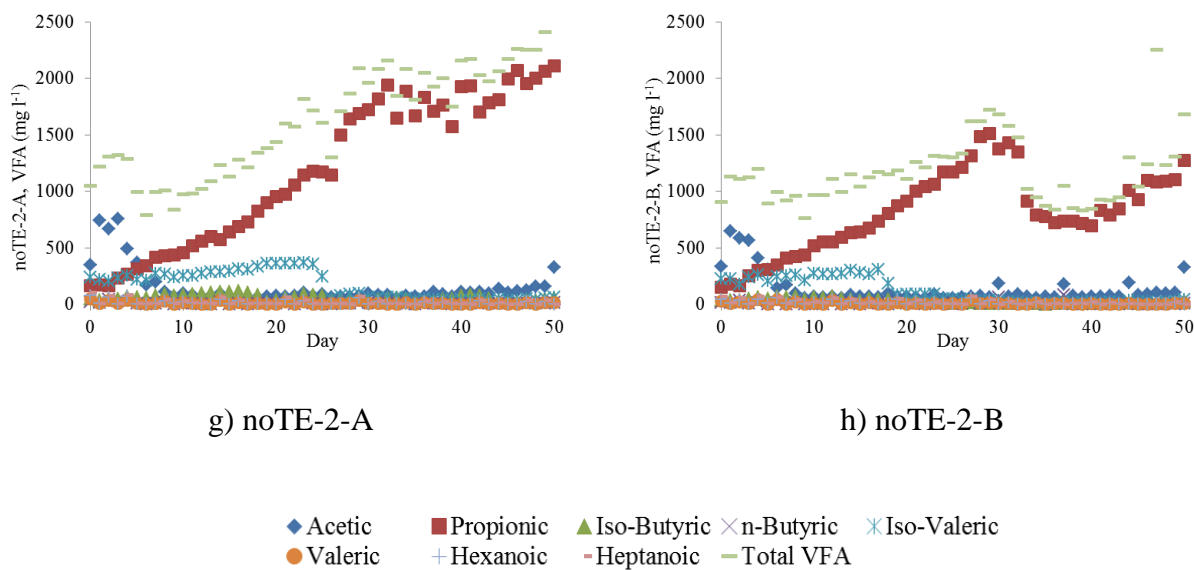 noTE-2-A, VFA (mg l⁻¹)
2500
2000
1500
1000
500
0
0 10 20 30 40 50
Day
noTE-2-B, VFA (mg l⁻¹)
2500
2000
1500
1000
500
0
0 10 20 30 40 50
Day
g) noTE-2-A
h) noTE-2-B
Acetic Propionic Iso-Butyric n-Butyric Iso-Valeric
Valeric Hexanoic Heptanoic Total VFA